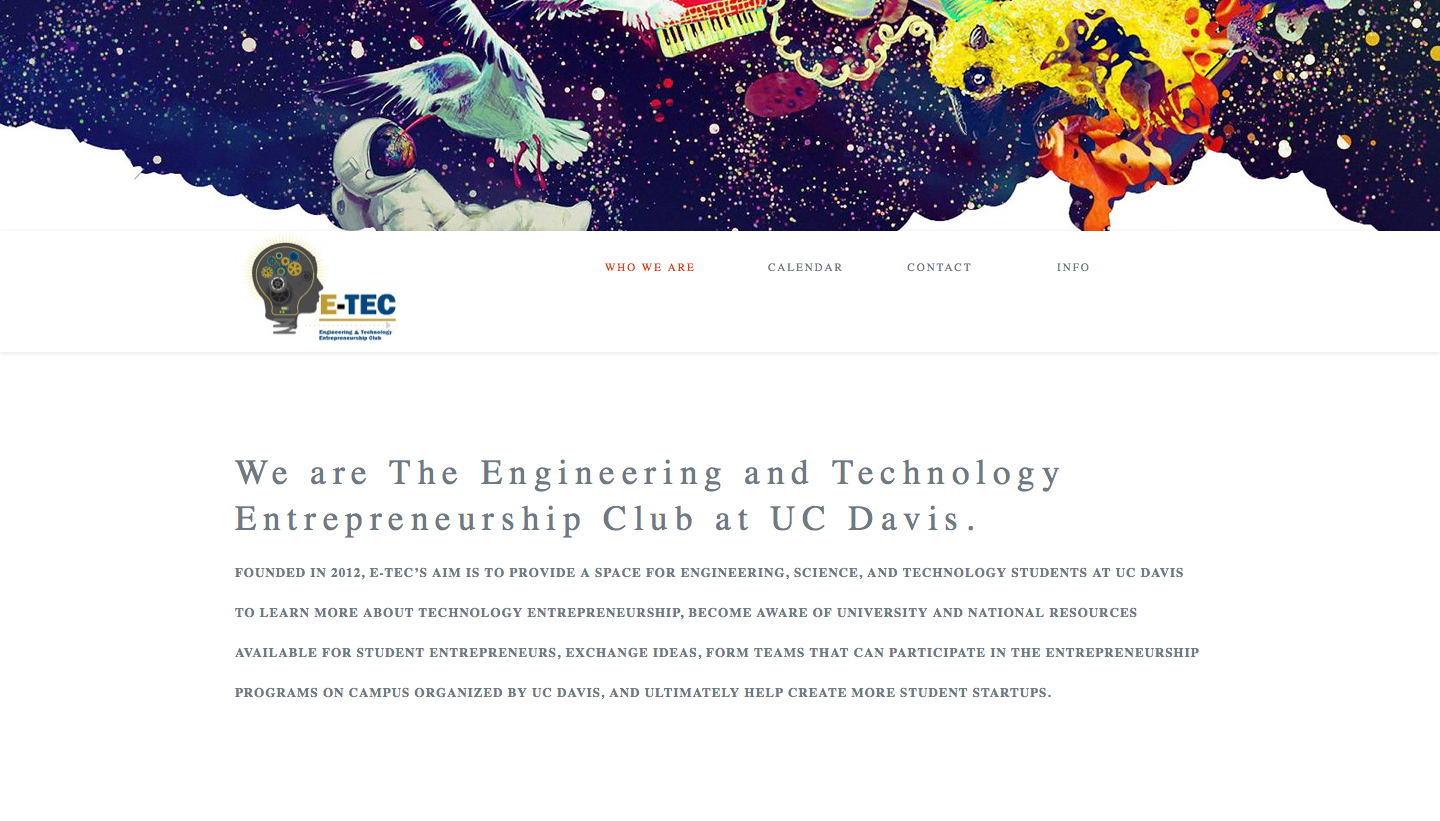 WHO WE ARE CALENDAR CONTACT INFO
E-TEC
Engineering & Technology
Entrepreneurship Club
We are The Engineering and Technology
Entrepreneurship Club at UC Davis.
FOUNDED IN 2012, E-TEC’S AIM IS TO PROVIDE A SPACE FOR ENGINEERING, SCIENCE, AND TECHNOLOGY STUDENTS AT UC DAVIS
TO LEARN MORE ABOUT TECHNOLOGY ENTREPRENEURSHIP, BECOME AWARE OF UNIVERSITY AND NATIONAL RESOURCES
AVAILABLE FOR STUDENT ENTREPRENEURS, EXCHANGE IDEAS, FORM TEAMS THAT CAN PARTICIPATE IN THE ENTREPRENEURSHIP
PROGRAMS ON CAMPUS ORGANIZED BY UC DAVIS, AND ULTIMATELY HELP CREATE MORE STUDENT STARTUPS.